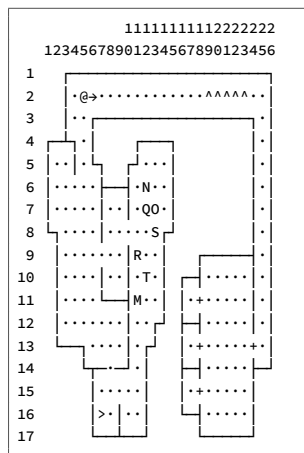 11111111112222222
12345678901234567890123456
1   ┌──────────────────────┐
2   │·@→·············^^^^^··│
3   │··┌─────────────────┐·│
4 ┌─┴┐·│    ┌───┐        │·│
5 │··│·└┐  ┌┘···│        │·│
6 │·····├──┤·N··│        │·│
7 │·····│··│·QO·│        │·│
8 └┐····│·····S┌┘        │·│
9  │·······│R··│   ┌─────┤·│
10 │····│··│·T·│ ┌─┤·····│·│
11 │····└──┤M··│ │·+·····│·│
12 │·······│··┌┘ ├─┤·····│·│
13 └──┐····│·┌┘  │·┤·····+·│
14    ├─·─┘·│   ├─┤·····├─┘
15    │·····│   │·+·····│
16    │>·│··│   └─┤·····│
17    └──┴──┘     └─────┘